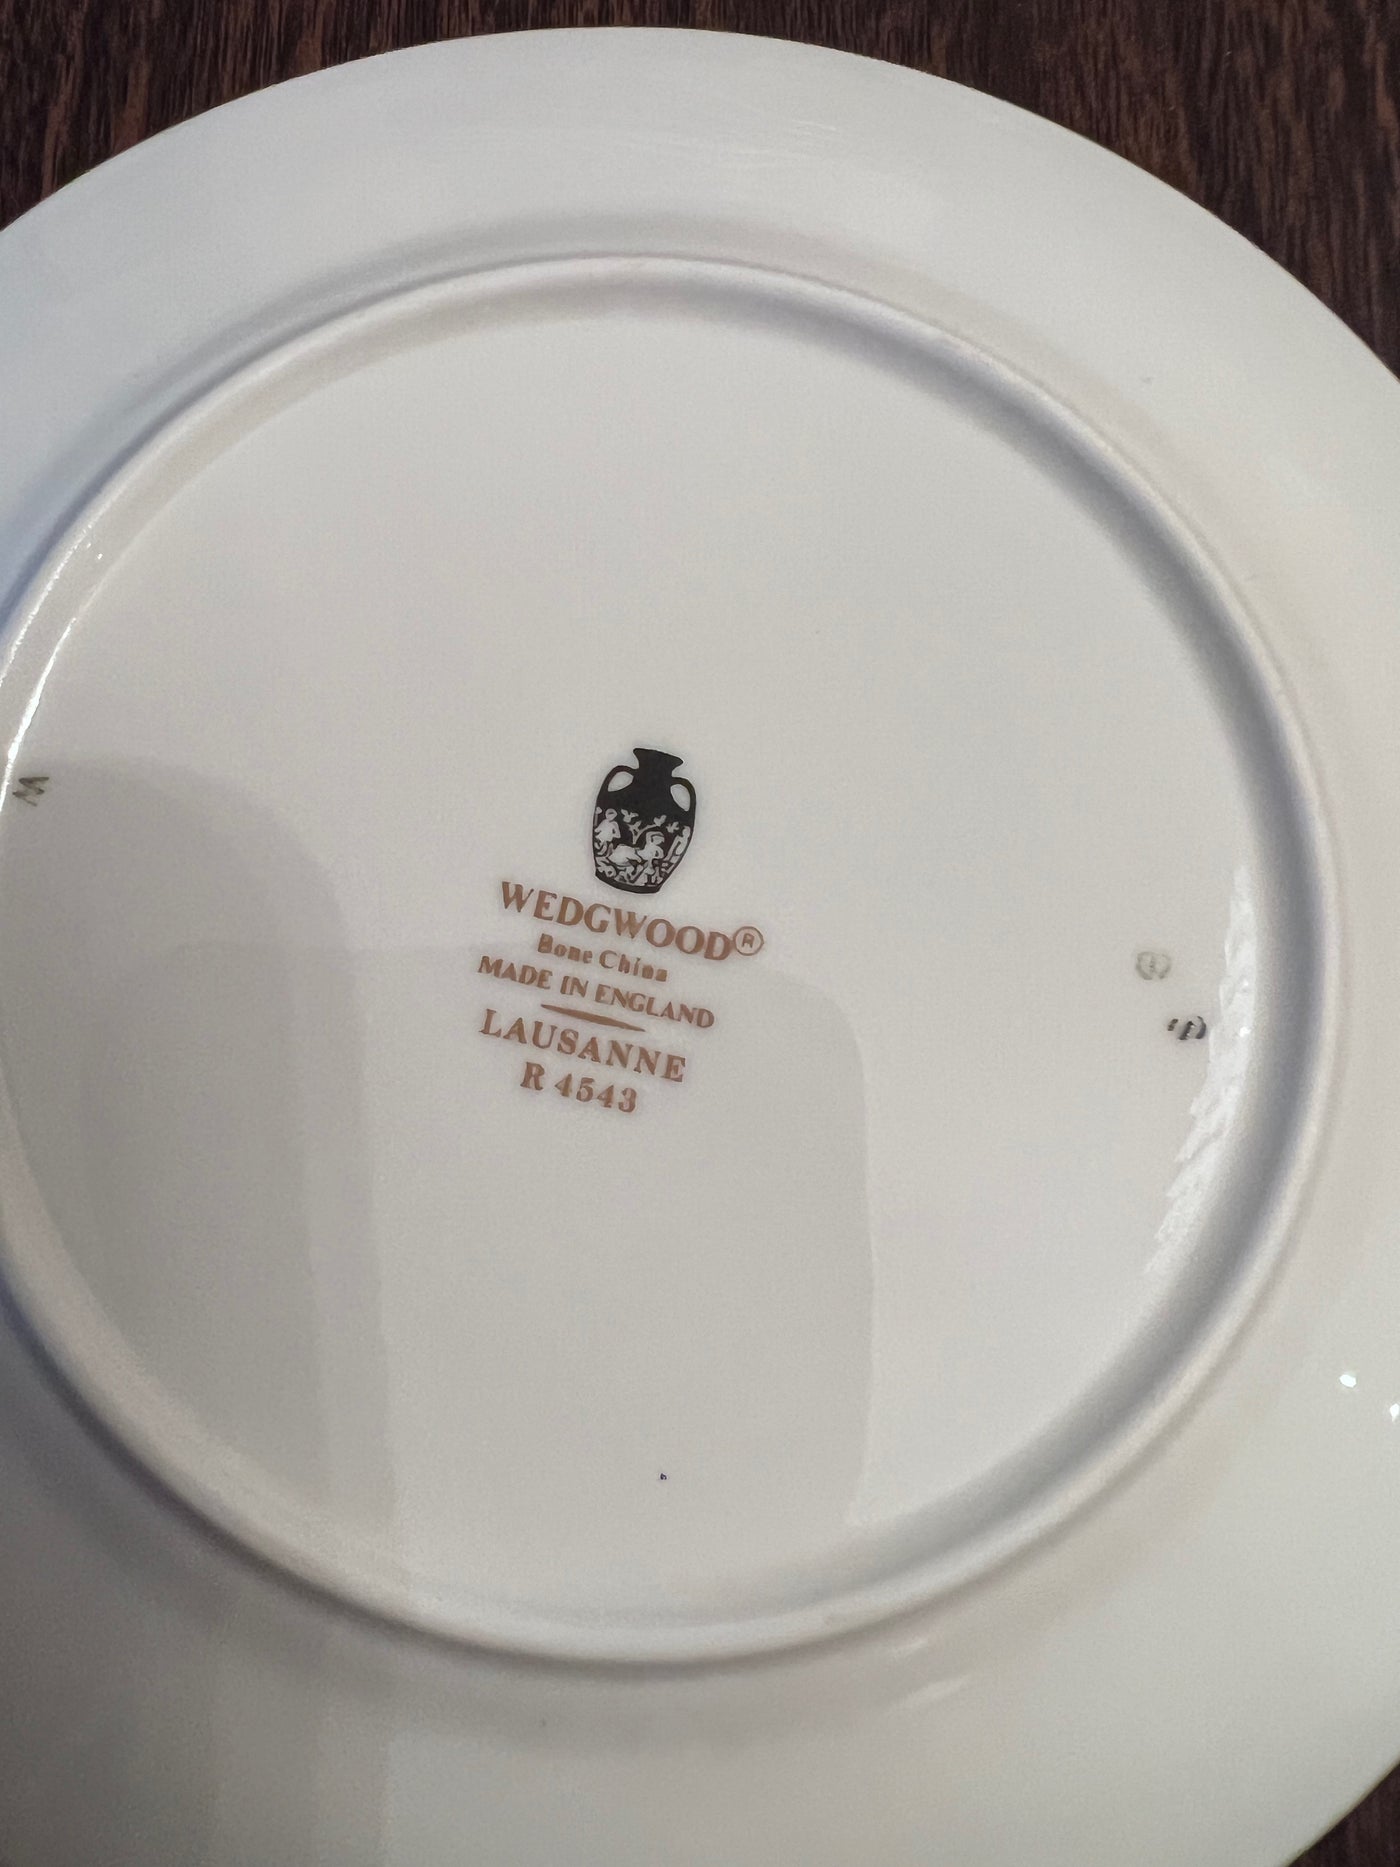 WEDGWOOD®
Bone China
MADE IN ENGLAND
LAUSANNE
R 4543